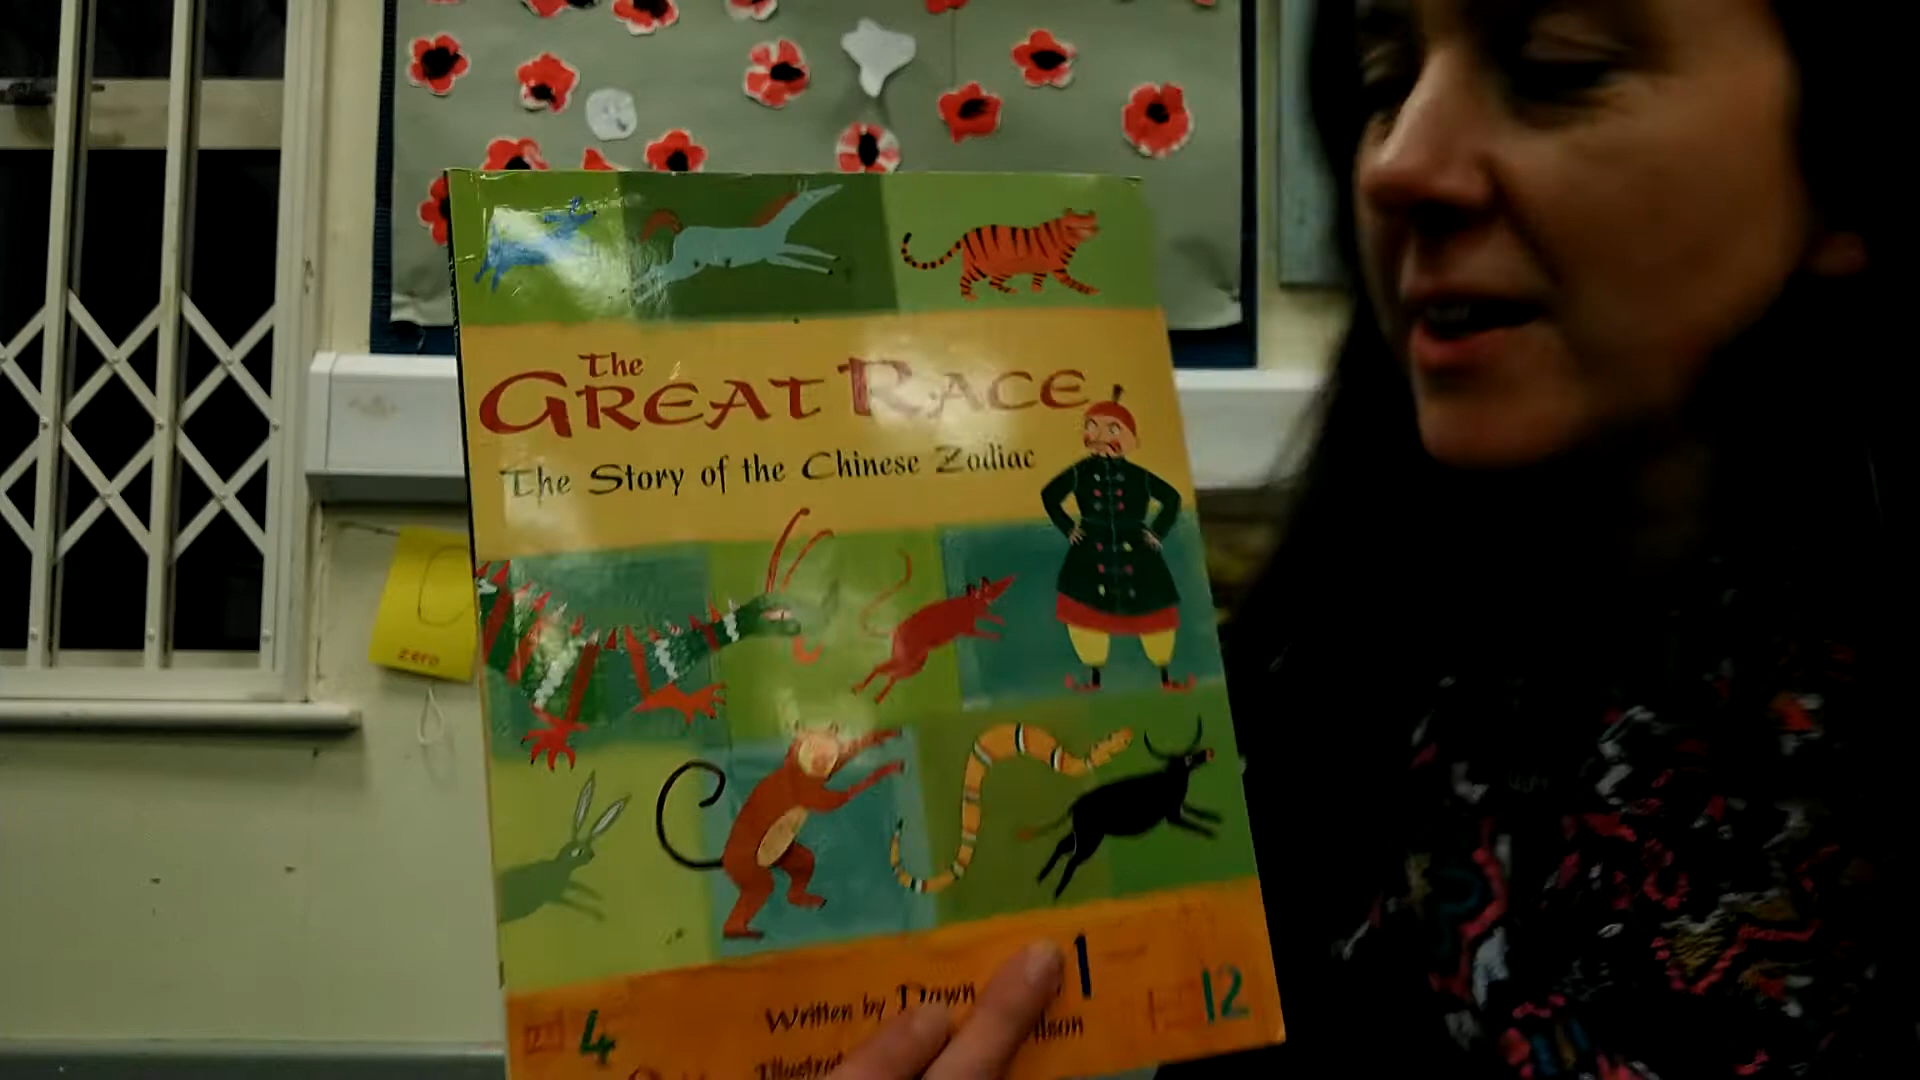 The
GREAT RACE
The Story of the Chinese Zodiac
zero
Written by Dawn
1
12
4